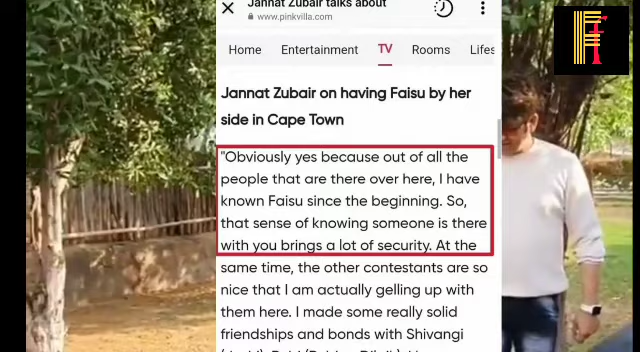 Jannat Zubair talks about
www.pinkvilla.com
Home Entertainment TV Rooms Lifes
Jannat Zubair on having Faisu by her
side in Cape Town
"Obviously yes because out of all the
people that are there over here, I have
known Faisu since the beginning. So,
that sense of knowing someone is there
with you brings a lot of security. At the
same time, the other contestants are so
nice that I am actually gelling up with
them here. I made some really solid
friendships and bonds with Shivangi